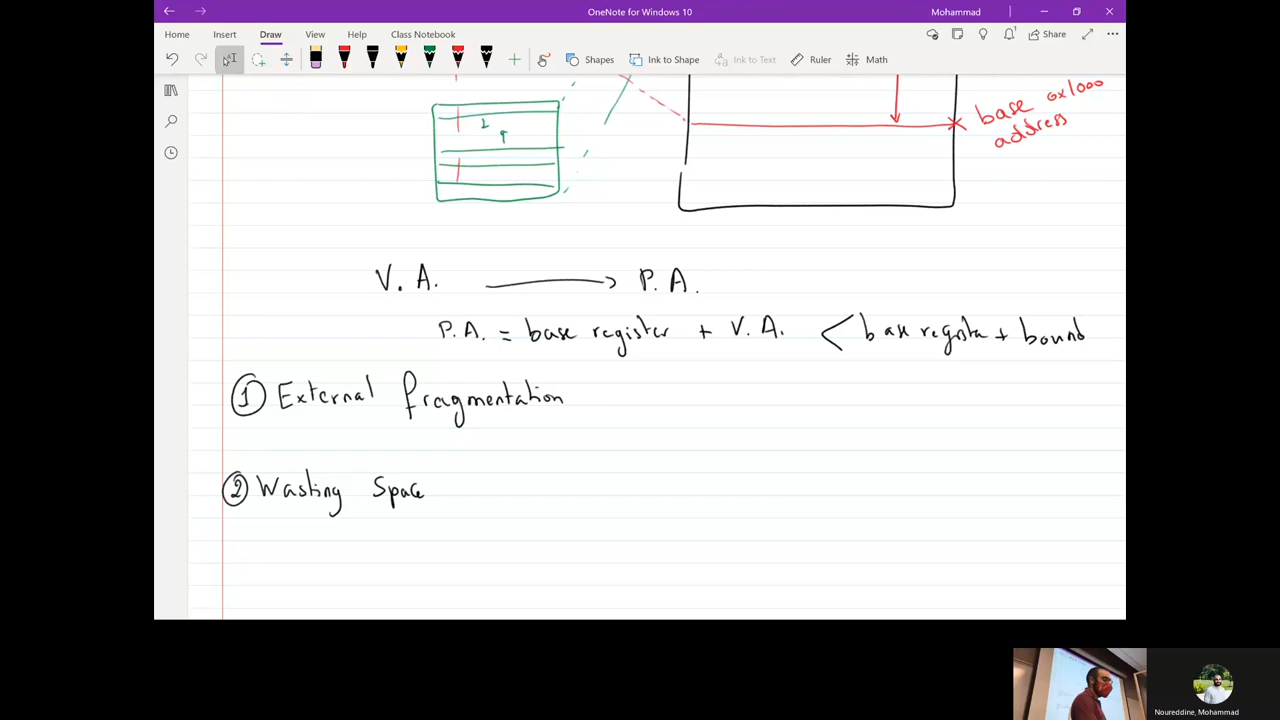 OneNote for Windows 10
Mohammad
Home Insert Draw View Help Class Notebook
Share
Shapes Ink to Shape Ink to Text Ruler Math
base 0x1000
address
V. A. → P. A.
P.A. = base register + V. A. < base register + bound
① External fragmentation
② Wasting Space
Noureddine, Mohammad